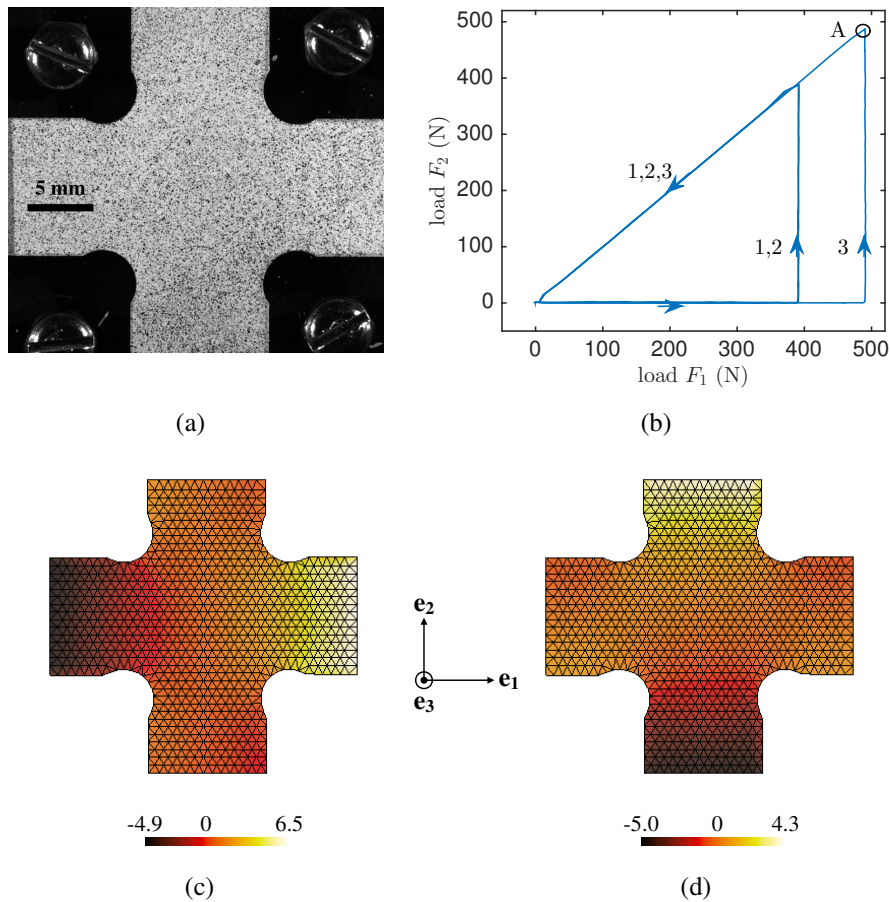 5 mm
(a)
500
400
300
200
100
0
load F₂ (N)
A
1,2,3
1,2
3
0 100 200 300 400 500
load F₁ (N)
(b)
e₂
e₁
e₃
-4.9 0 6.5
(c)
-5.0 0 4.3
(d)